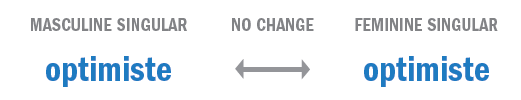 MASCULINE SINGULAR NO CHANGE FEMININE SINGULAR
optimiste optimiste